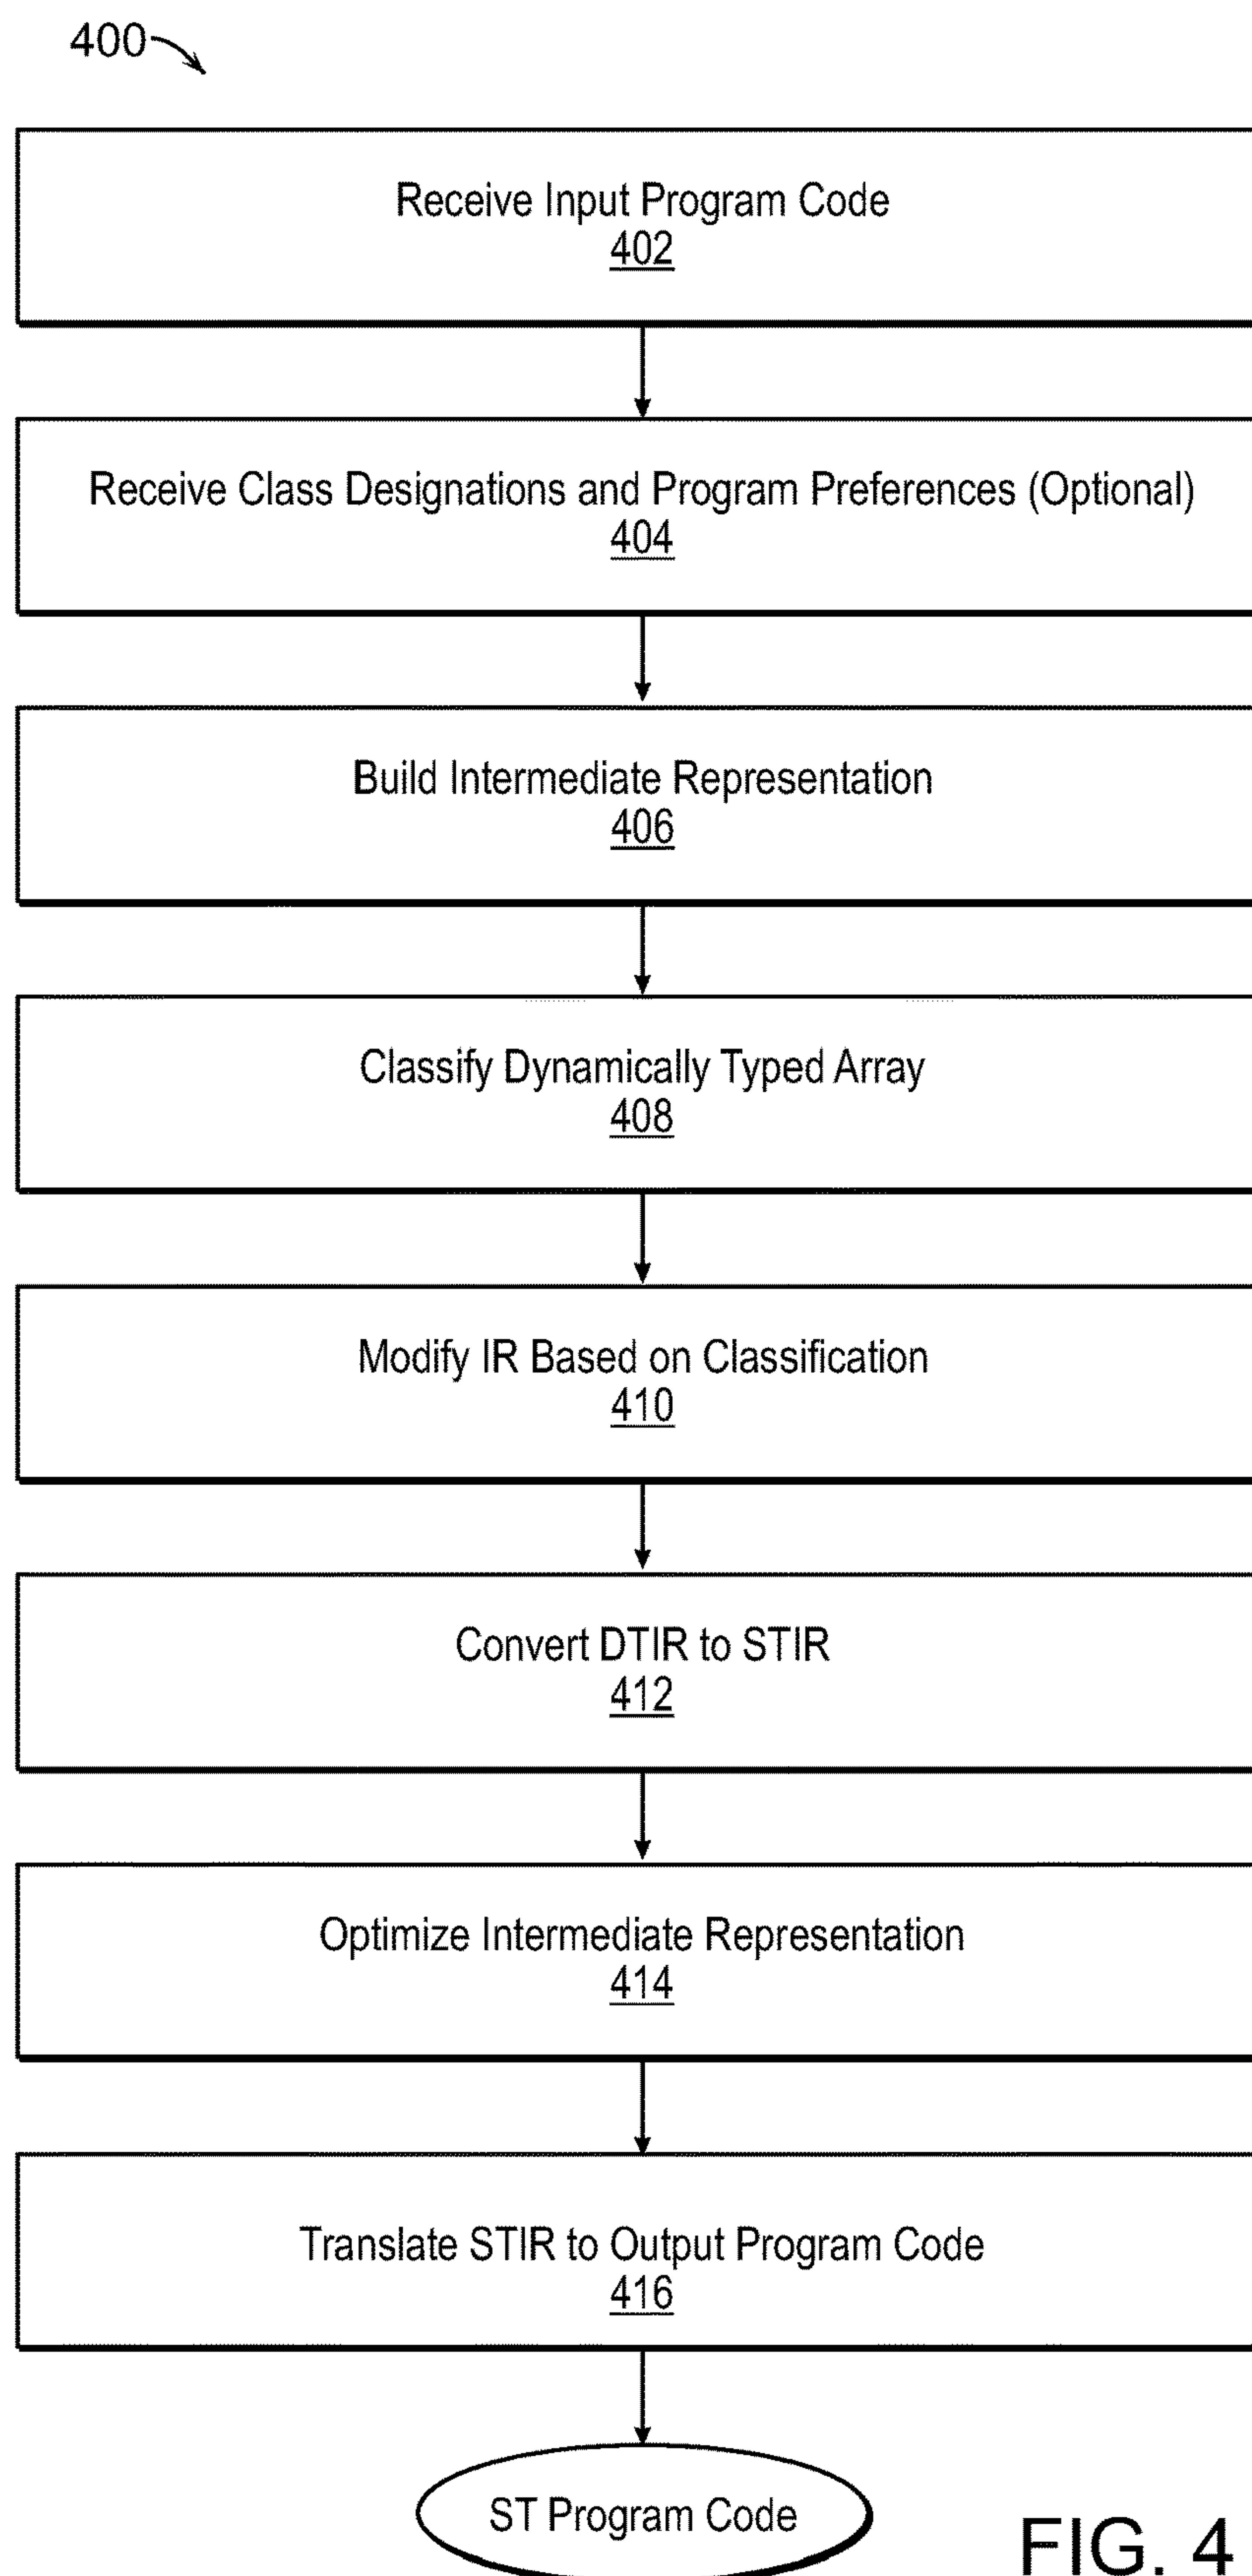 400
Receive Input Program Code
402
Receive Class Designations and Program Preferences (Optional)
404
Build Intermediate Representation
406
Classify Dynamically Typed Array
408
Modify IR Based on Classification
410
Convert DTIR to STIR
412
Optimize Intermediate Representation
414
Translate STIR to Output Program Code
416
ST Program Code
FIG. 4